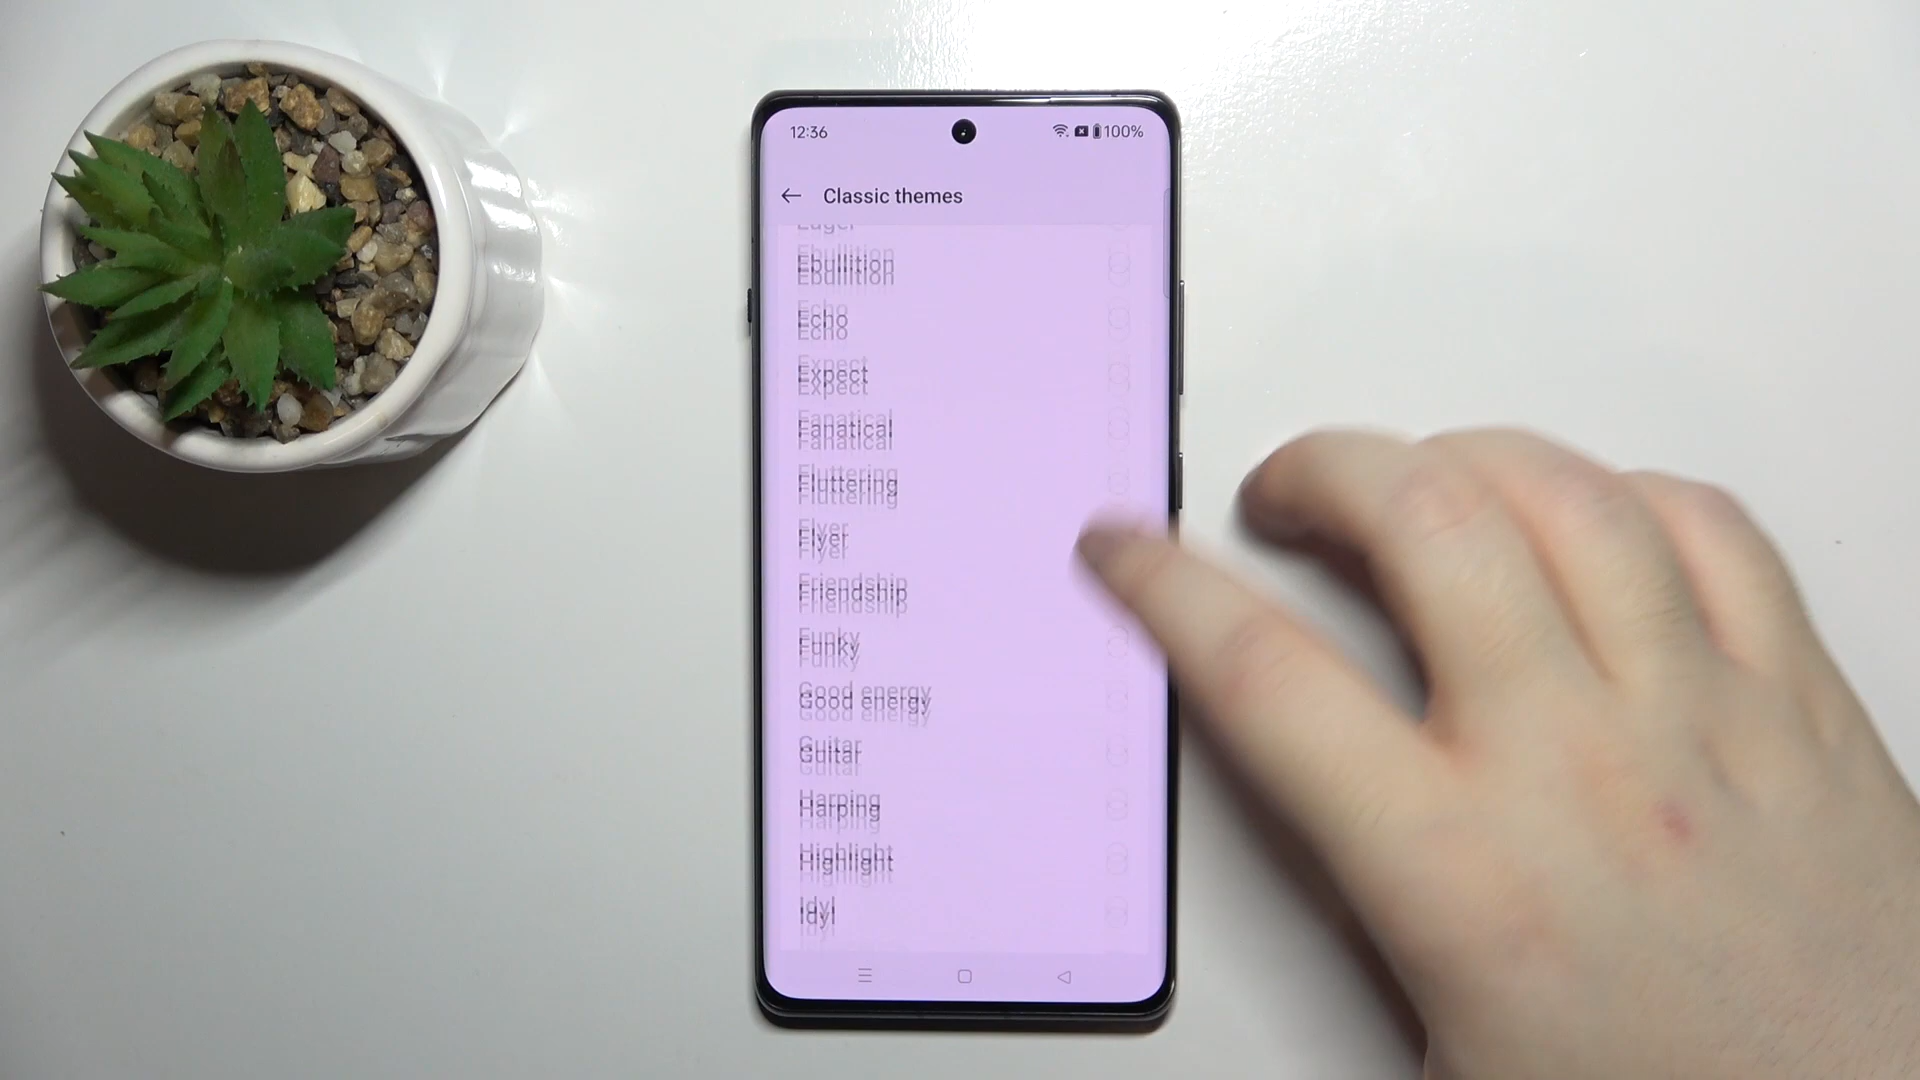 12:36
100%
Classic themes
Eager
Ebullition
Echo
Expect
Fanatical
Fluttering
Flyer
Friendship
Funky
Good energy
Guitar
Harping
Highlight
Idyl